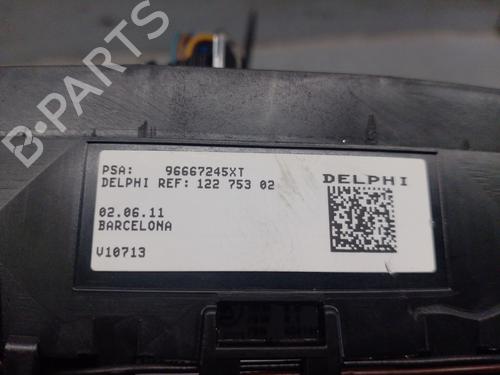 B-PARTS
PSA: 96667245XT
DELPHI REF: 122 753 02
DELPHI
02.06.11
BARCELONA
V10713